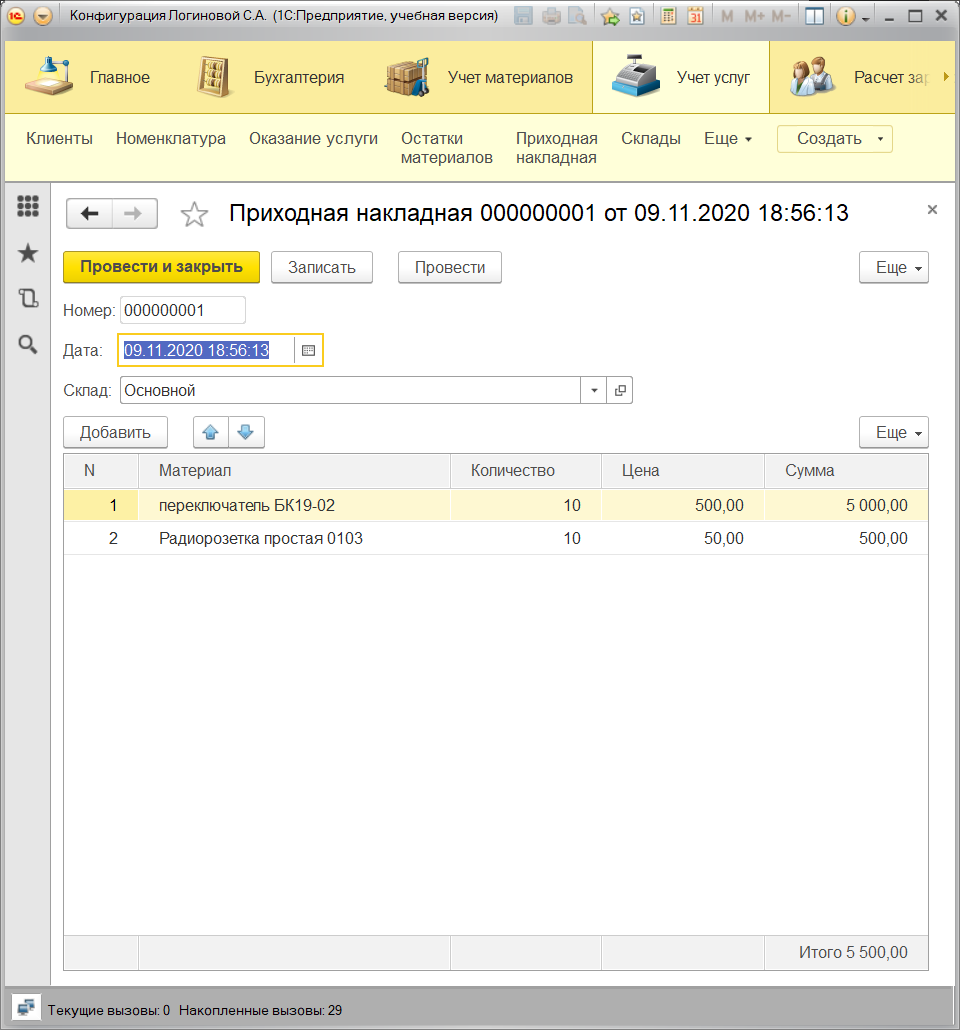 Конфигурация Логиновой С.А. (1С:Предприятие, учебная версия) 31 M M+ M-
Главное Бухгалтерия Учет материалов Учет услуг Расчет зар
Клиенты Номенклатура Оказание услуги Остатки материалов Приходная накладная Склады Еще Создать
Приходная накладная 000000001 от 09.11.2020 18:56:13
Провести и закрыть Записать Провести Еще
Номер: 000000001
Дата: 09.11.2020 18:56:13
Склад: Основной
Добавить Еще
N Материал Количество Цена Сумма
1 переключатель БК19-02 10 500,00 5 000,00
2 Радиорозетка простая 0103 10 50,00 500,00
Итого 5 500,00
Текущие вызовы: 0 Накопленные вызовы: 29